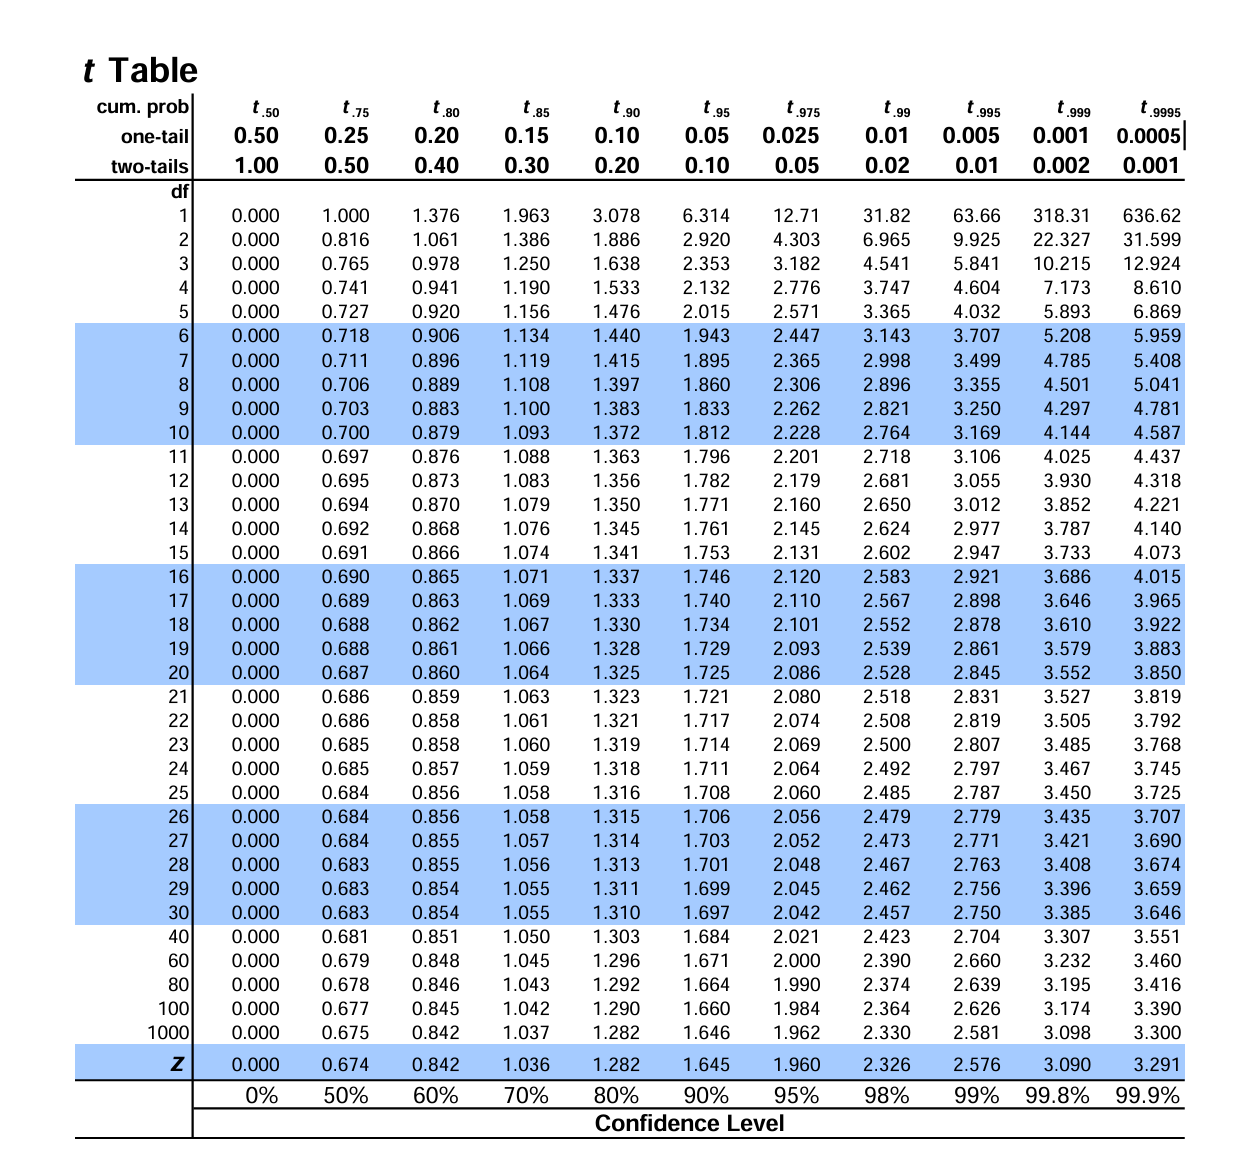 t Table
cum. prob t .50 t .75 t .80 t .85 t .90 t .95 t .975 t .99 t .995 t .999 t .9995
one-tail 0.50 0.25 0.20 0.15 0.10 0.05 0.025 0.01 0.005 0.001 0.0005
two-tails 1.00 0.50 0.40 0.30 0.20 0.10 0.05 0.02 0.01 0.002 0.001
df
1 0.000 1.000 1.376 1.963 3.078 6.314 12.71 31.82 63.66 318.31 636.62
2 0.000 0.816 1.061 1.386 1.886 2.920 4.303 6.965 9.925 22.327 31.599
3 0.000 0.765 0.978 1.250 1.638 2.353 3.182 4.541 5.841 10.215 12.924
4 0.000 0.741 0.941 1.190 1.533 2.132 2.776 3.747 4.604 7.173 8.610
5 0.000 0.727 0.920 1.156 1.476 2.015 2.571 3.365 4.032 5.893 6.869
6 0.000 0.718 0.906 1.134 1.440 1.943 2.447 3.143 3.707 5.208 5.959
7 0.000 0.711 0.896 1.119 1.415 1.895 2.365 2.998 3.499 4.785 5.408
8 0.000 0.706 0.889 1.108 1.397 1.860 2.306 2.896 3.355 4.501 5.041
9 0.000 0.703 0.883 1.100 1.383 1.833 2.262 2.821 3.250 4.297 4.781
10 0.000 0.700 0.879 1.093 1.372 1.812 2.228 2.764 3.169 4.144 4.587
11 0.000 0.697 0.876 1.088 1.363 1.796 2.201 2.718 3.106 4.025 4.437
12 0.000 0.695 0.873 1.083 1.356 1.782 2.179 2.681 3.055 3.930 4.318
13 0.000 0.694 0.870 1.079 1.350 1.771 2.160 2.650 3.012 3.852 4.221
14 0.000 0.692 0.868 1.076 1.345 1.761 2.145 2.624 2.977 3.787 4.140
15 0.000 0.691 0.866 1.074 1.341 1.753 2.131 2.602 2.947 3.733 4.073
16 0.000 0.690 0.865 1.071 1.337 1.746 2.120 2.583 2.921 3.686 4.015
17 0.000 0.689 0.863 1.069 1.333 1.740 2.110 2.567 2.898 3.646 3.965
18 0.000 0.688 0.862 1.067 1.330 1.734 2.101 2.552 2.878 3.610 3.922
19 0.000 0.688 0.861 1.066 1.328 1.729 2.093 2.539 2.861 3.579 3.883
20 0.000 0.687 0.860 1.064 1.325 1.725 2.086 2.528 2.845 3.552 3.850
21 0.000 0.686 0.859 1.063 1.323 1.721 2.080 2.518 2.831 3.527 3.819
22 0.000 0.686 0.858 1.061 1.321 1.717 2.074 2.508 2.819 3.505 3.792
23 0.000 0.685 0.858 1.060 1.319 1.714 2.069 2.500 2.807 3.485 3.768
24 0.000 0.685 0.857 1.059 1.318 1.711 2.064 2.492 2.797 3.467 3.745
25 0.000 0.684 0.856 1.058 1.316 1.708 2.060 2.485 2.787 3.450 3.725
26 0.000 0.684 0.856 1.058 1.315 1.706 2.056 2.479 2.779 3.435 3.707
27 0.000 0.684 0.855 1.057 1.314 1.703 2.052 2.473 2.771 3.421 3.690
28 0.000 0.683 0.855 1.056 1.313 1.701 2.048 2.467 2.763 3.408 3.674
29 0.000 0.683 0.854 1.055 1.311 1.699 2.045 2.462 2.756 3.396 3.659
30 0.000 0.683 0.854 1.055 1.310 1.697 2.042 2.457 2.750 3.385 3.646
40 0.000 0.681 0.851 1.050 1.303 1.684 2.021 2.423 2.704 3.307 3.551
60 0.000 0.679 0.848 1.045 1.296 1.671 2.000 2.390 2.660 3.232 3.460
80 0.000 0.678 0.846 1.043 1.292 1.664 1.990 2.374 2.639 3.195 3.416
100 0.000 0.677 0.845 1.042 1.290 1.660 1.984 2.364 2.626 3.174 3.390
1000 0.000 0.675 0.842 1.037 1.282 1.646 1.962 2.330 2.581 3.098 3.300
Z 0.000 0.674 0.842 1.036 1.282 1.645 1.960 2.326 2.576 3.090 3.291
0% 50% 60% 70% 80% 90% 95% 98% 99% 99.8% 99.9%
Confidence Level